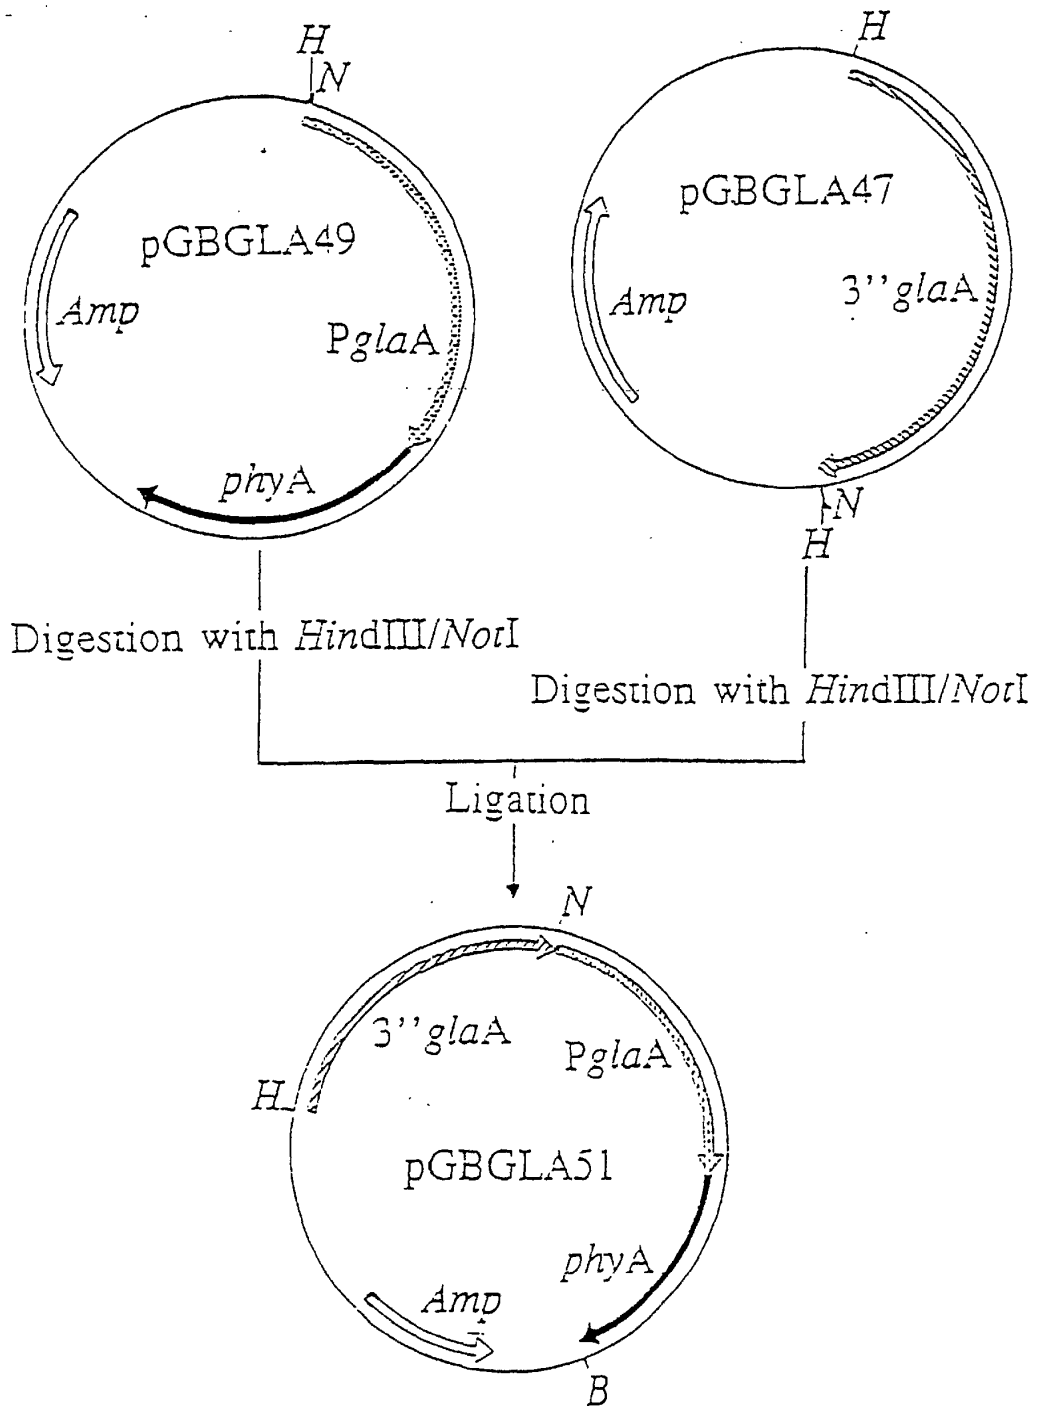 H
N
pGBGLA49
Amp
PglaA
phyA
H
pGBGLA47
Amp
3’’glaA
N
H
Digestion with HindIII/NotI
Digestion with HindIII/NotI
Ligation
N
3’’glaA
PglaA
H
pGBGLA51
phyA
Amp
B